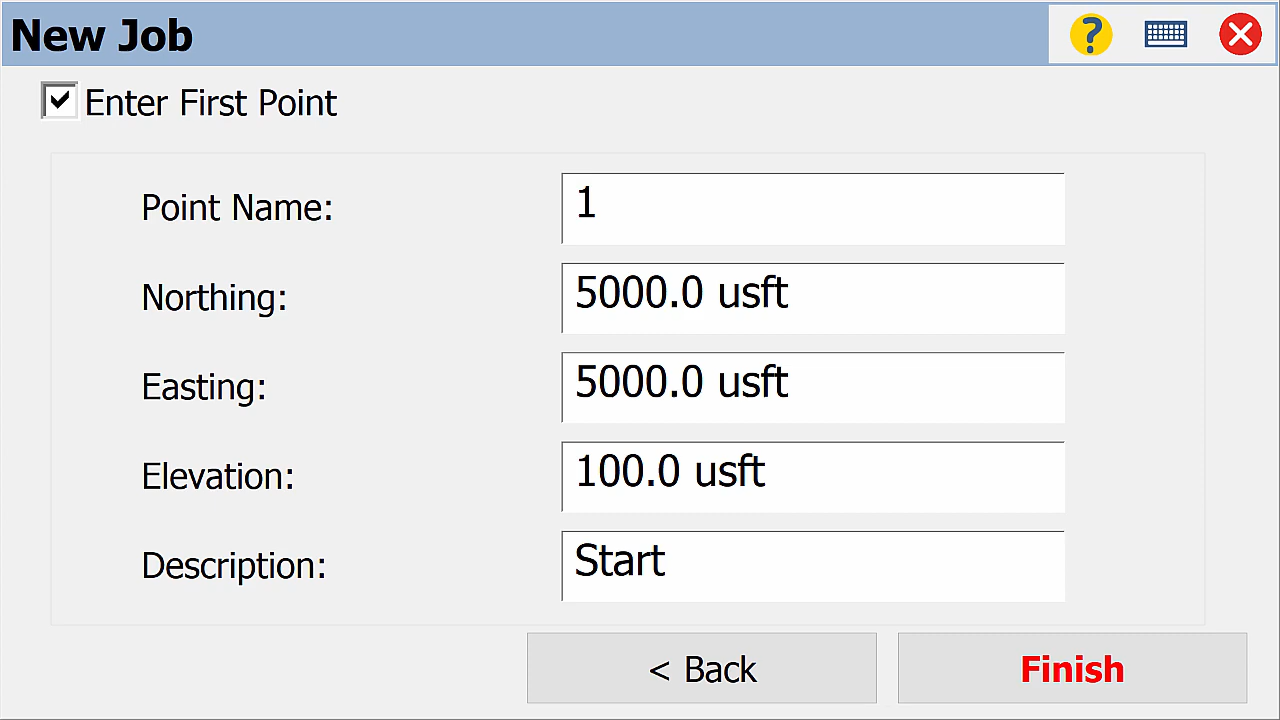 New Job
?
Enter First Point
Point Name: 1
Northing: 5000.0 usft
Easting: 5000.0 usft
Elevation: 100.0 usft
Description: Start
< Back Finish